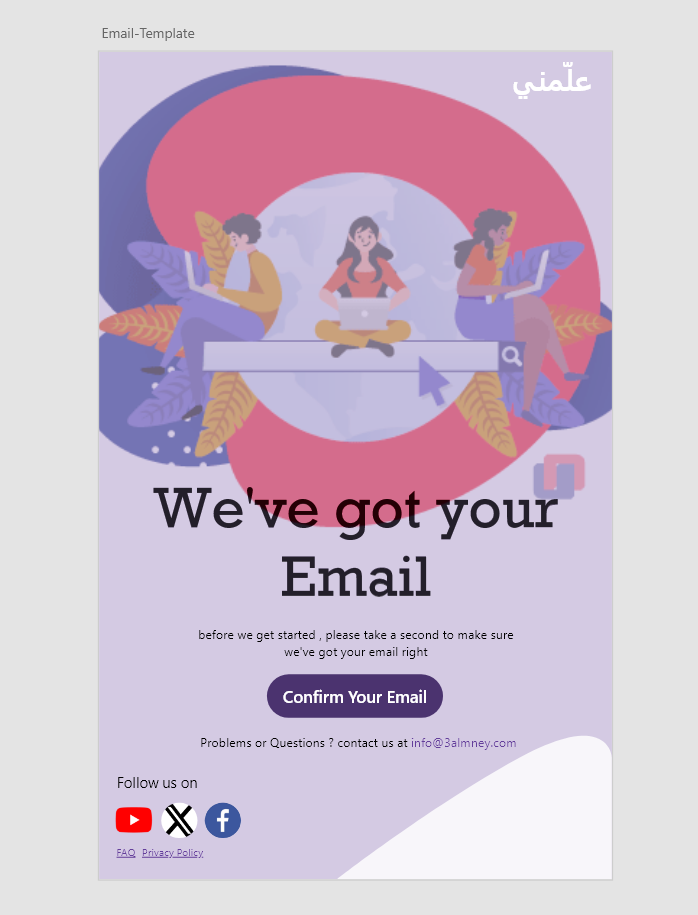 Email-Template
علّمني
We've got your
Email
before we get started , please take a second to make sure
we've got your email right
Confirm Your Email
Problems or Questions ? contact us at info@3almney.com
Follow us on
FAQ Privacy Policy